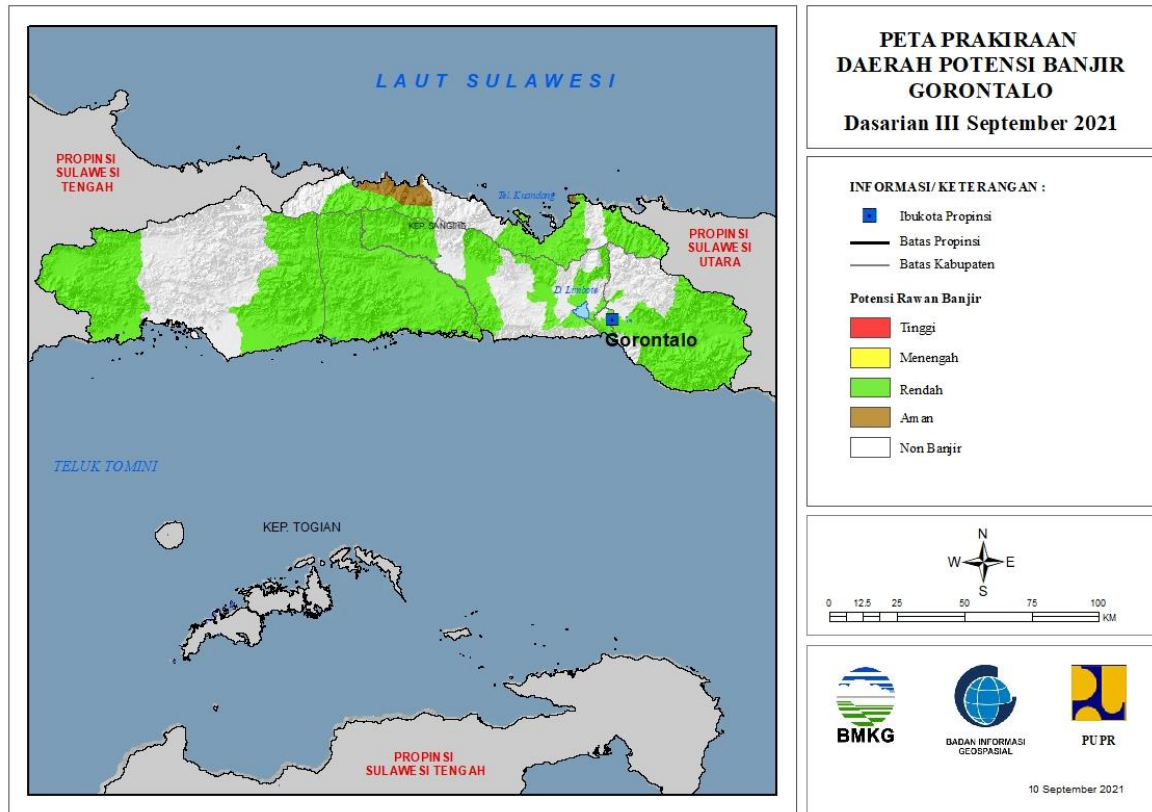 LAUT SULAWESI
PROPINSI
SULAWESI
TENGAH
Tel. Kwandang
KEP. SANGIHE
PROPINSI
SULAWESI
UTARA
D. Limboto
Gorontalo
TELUK TOMINI
KEP. TOGIAN
PROPINSI
SULAWESI TENGAH
PETA PRAKIRAAN
DAERAH POTENSI BANJIR
GORONTALO
Dasarian III September 2021
INFORMASI/ KETERANGAN :
Ibukota Propinsi
Batas Propinsi
Batas Kabupaten
Potensi Rawan Banjir
Tinggi
Menengah
Rendah
Aman
Non Banjir
N
W E
S
0 12.5 25 50 75 100
KM
BMKG
BADAN INFORMASI
GEOSPASIAL
PUPR
10 September 2021